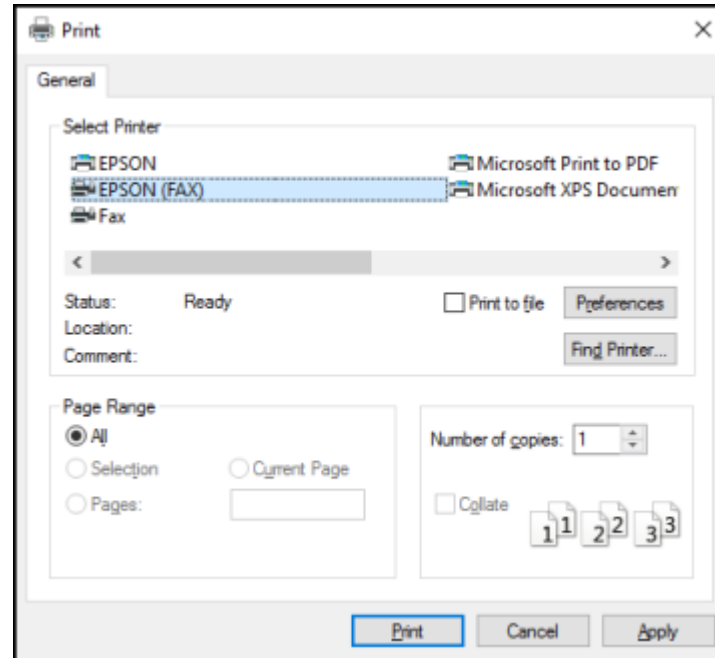 Print
General
Select Printer
EPSON
Microsoft Print to PDF
EPSON (FAX)
Microsoft XPS Documen
Fax
Status: Ready
Print to file
Preferences
Location:
Comment:
Find Printer...
Page Range
All
Selection
Current Page
Pages:
Number of copies: 1
Collate
1 1 2 2 3 3
Print
Cancel
Apply